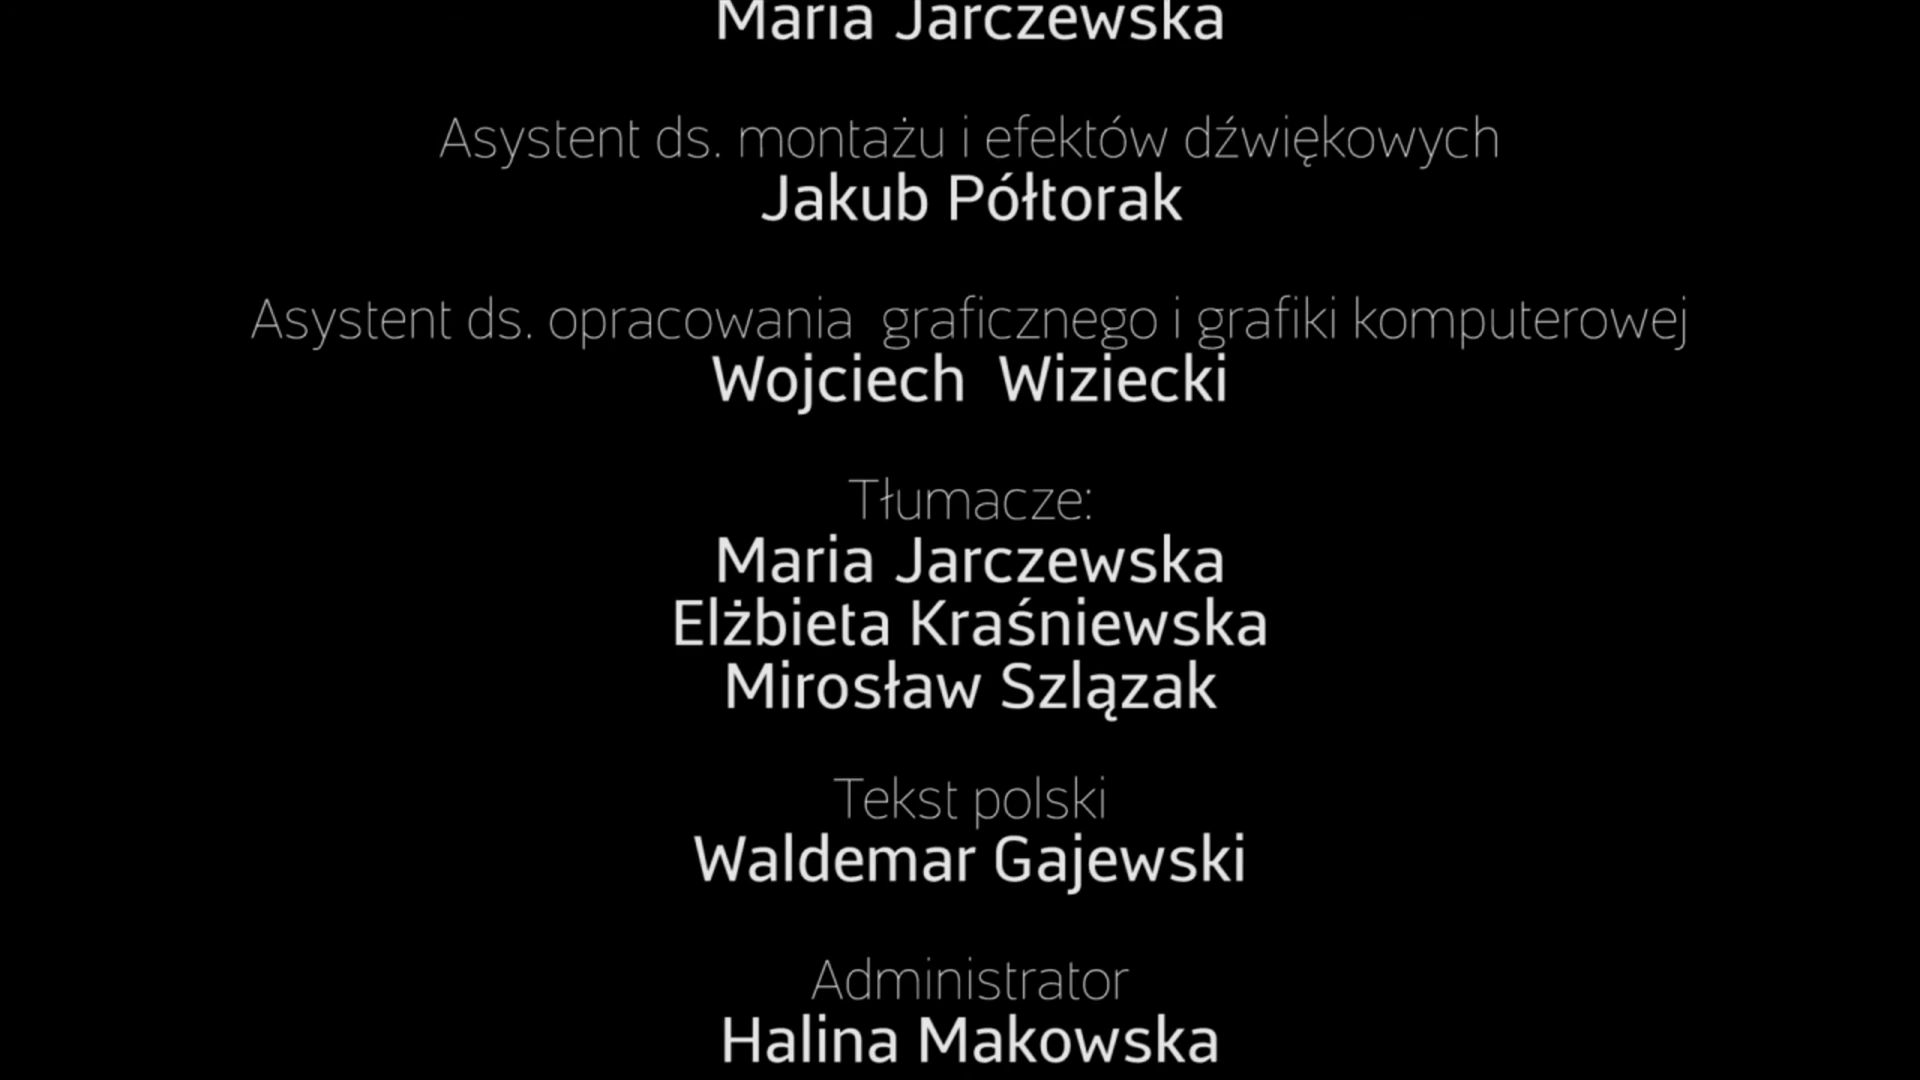 Maria Jarczewska
Asystent ds. montażu i efektów dźwiękowych
Jakub Półtorak
Asystent ds. opracowania graficznego i grafiki komputerowej
Wojciech Wiziecki
Tłumacze:
Maria Jarczewska
Elżbieta Kraśniewska
Mirosław Szlązak
Tekst polski
Waldemar Gajewski
Administrator
Halina Makowska